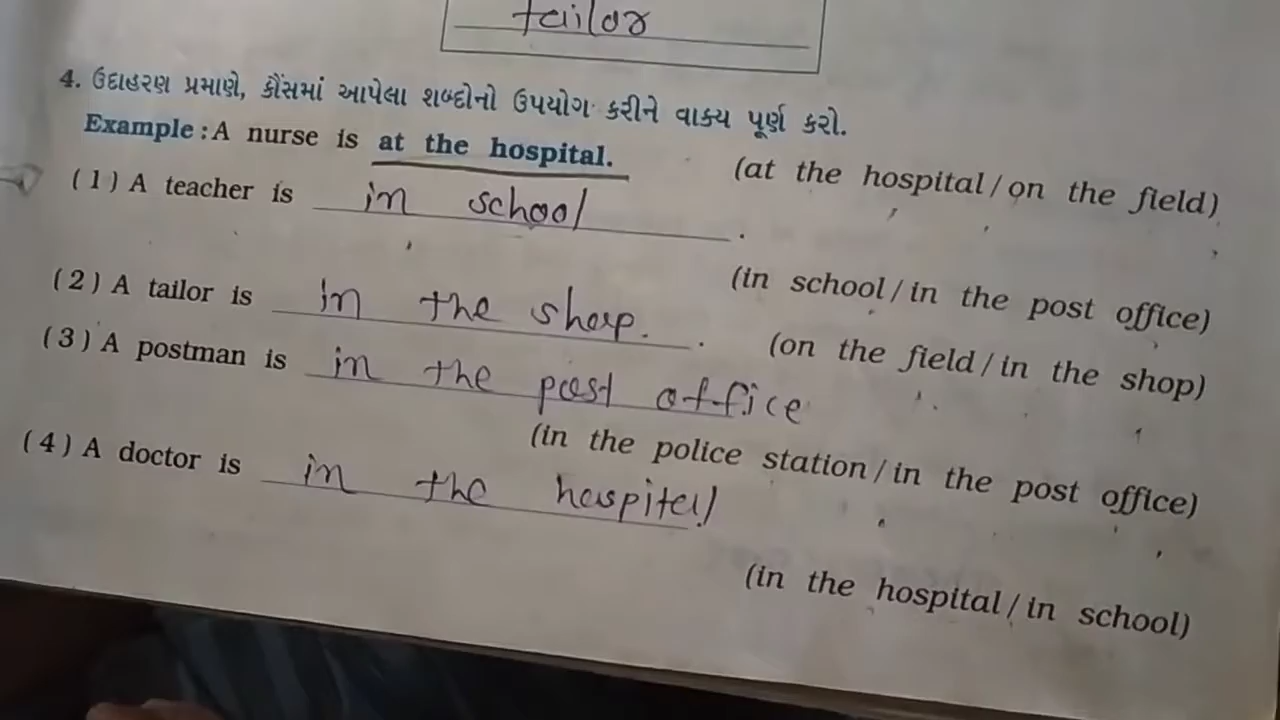 tailor
4. ઉદાહરણ પ્રમાણે, કૌંસમાં આપેલા શબ્દોનો ઉપયોગ કરીને વાક્ય પૂર્ણ કરો.
Example : A nurse is at the hospital.
(at the hospital / on the field)
(1) A teacher is in school.
(in school / in the post office)
(2) A tailor is in the shop.
(on the field / in the shop)
(3) A postman is in the post office
(in the police station / in the post office)
(4) A doctor is in the hospital.
(in the hospital / in school)